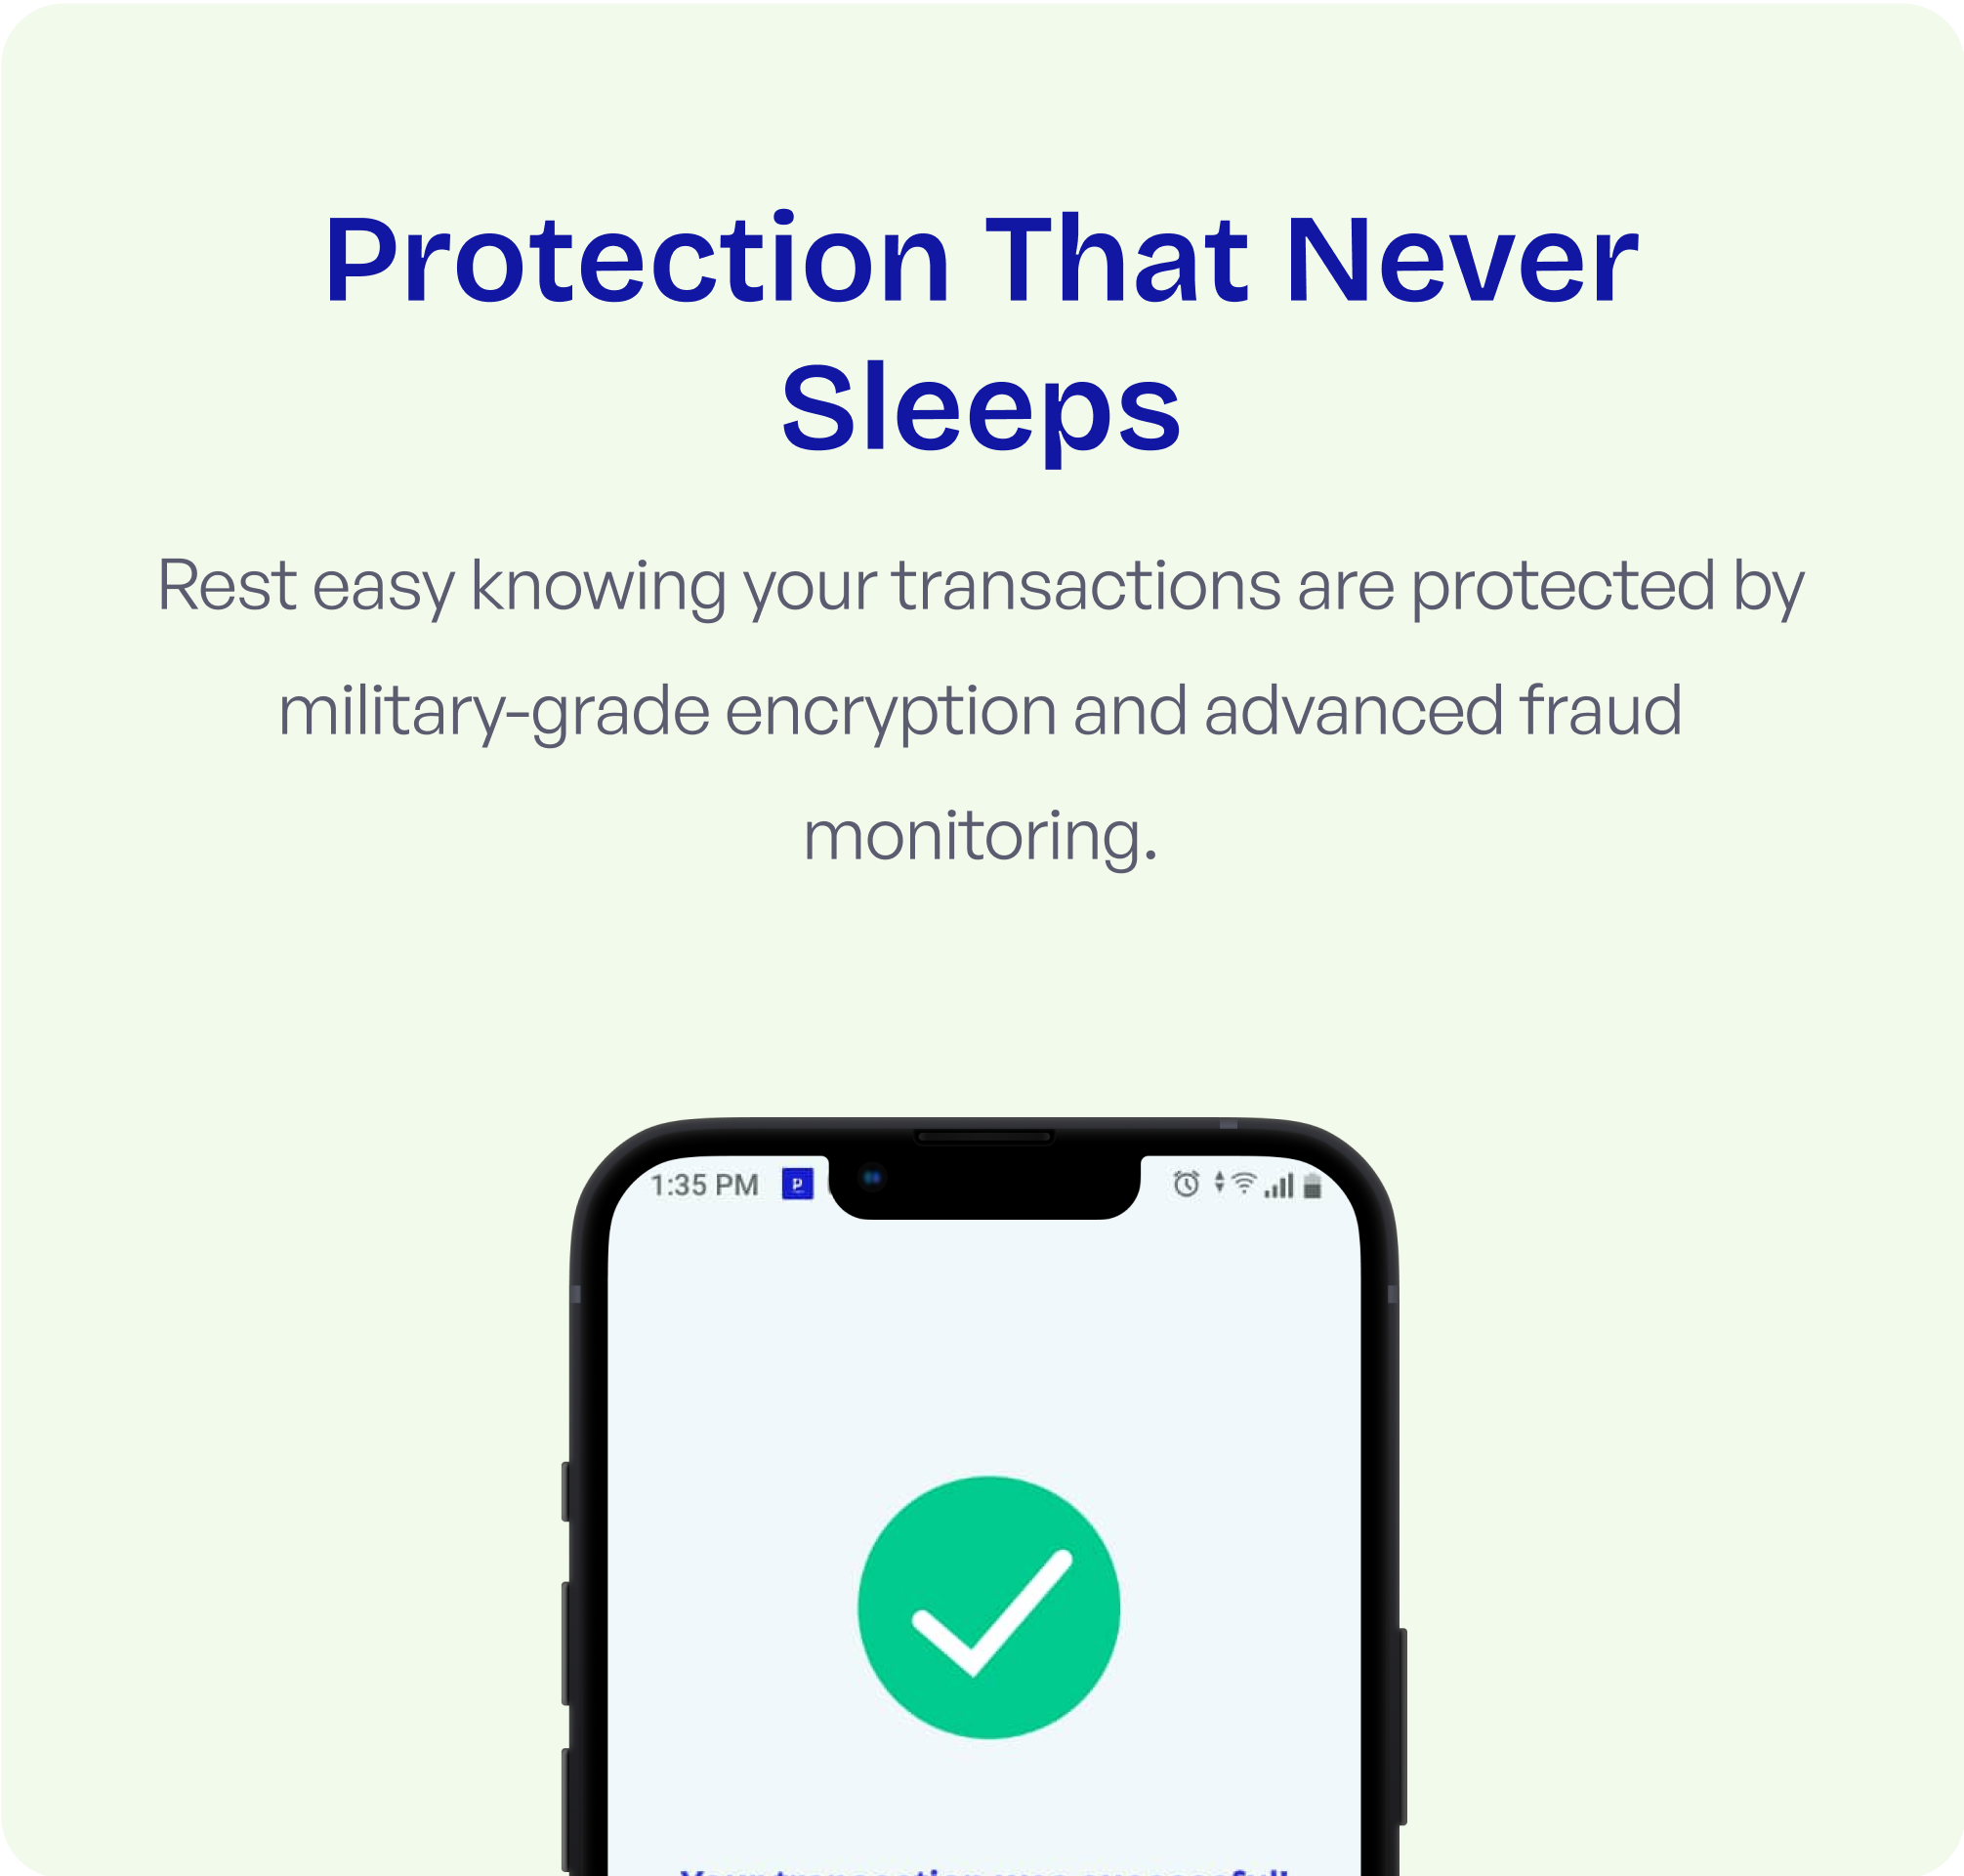 Protection That Never
Sleeps
Rest easy knowing your transactions are protected by
military-grade encryption and advanced fraud
monitoring.
1:35 PM
P